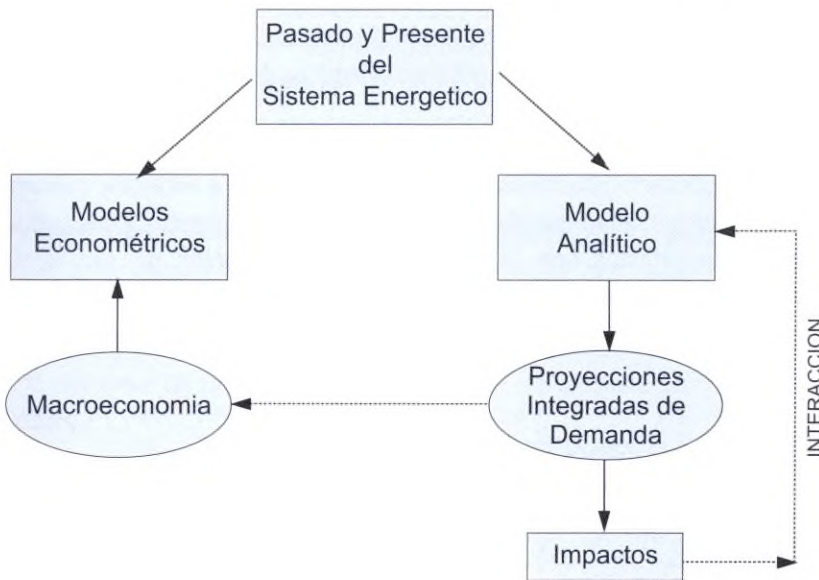 Pasado y Presente
del
Sistema Energetico
Modelos
Econométricos
Modelo
Analítico
Macroeconomia
Proyecciones
Integradas de
Demanda
Impactos
INTERACCION